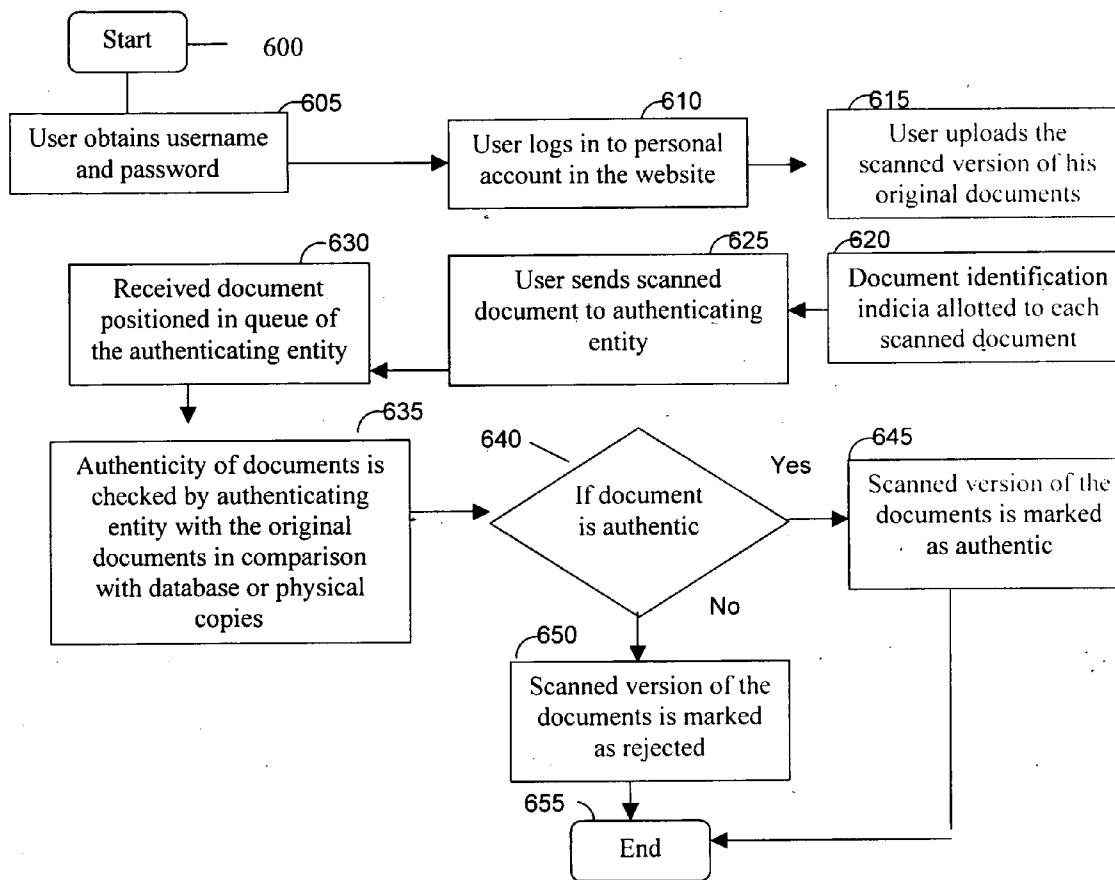 Start
600
605
User obtains username
and password
610
User logs in to personal
account in the website
615
User uploads the
scanned version of his
original documents
620
Document identification
indicia allotted to each
scanned document
625
User sends scanned
document to authenticating
entity
630
Received document
positioned in queue of
the authenticating entity
635
Authenticity of documents is
checked by authenticating
entity with the original
documents in comparison
with database or physical
copies
640
If document
is authentic
Yes
645
Scanned version of the
documents is marked
as authentic
No
650
Scanned version of the
documents is marked
as rejected
655
End